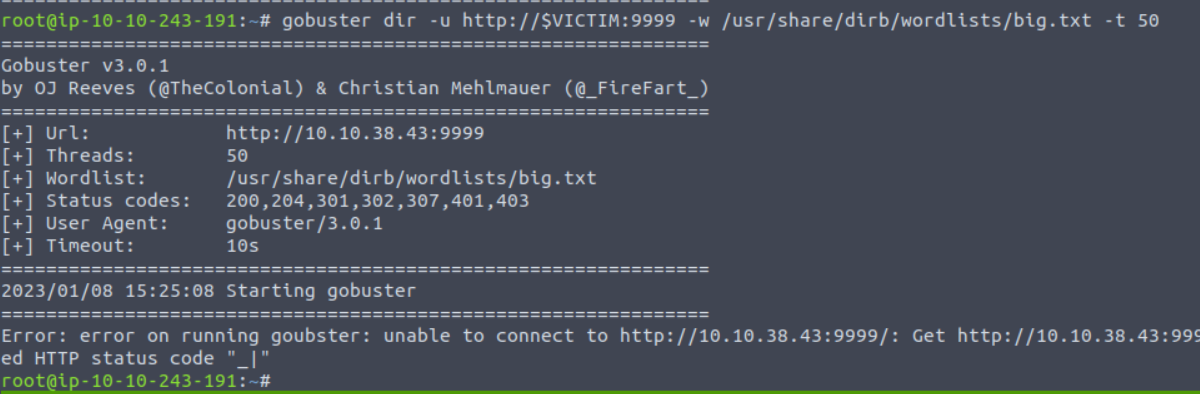 root@ip-10-10-243-191:~# gobuster dir -u http://$VICTIM:9999 -w /usr/share/dirb/wordlists/big.txt -t 50
===============================================================
Gobuster v3.0.1
by OJ Reeves (@TheColonial) & Christian Mehlmauer (@_FireFart_)
===============================================================
[+] Url:            http://10.10.38.43:9999
[+] Threads:        50
[+] Wordlist:       /usr/share/dirb/wordlists/big.txt
[+] Status codes:   200,204,301,302,307,401,403
[+] User Agent:     gobuster/3.0.1
[+] Timeout:        10s
===============================================================
2023/01/08 15:25:08 Starting gobuster
===============================================================
Error: error on running goubster: unable to connect to http://10.10.38.43:9999/: Get http://10.10.38.43:999
ed HTTP status code "_|"
root@ip-10-10-243-191:~#